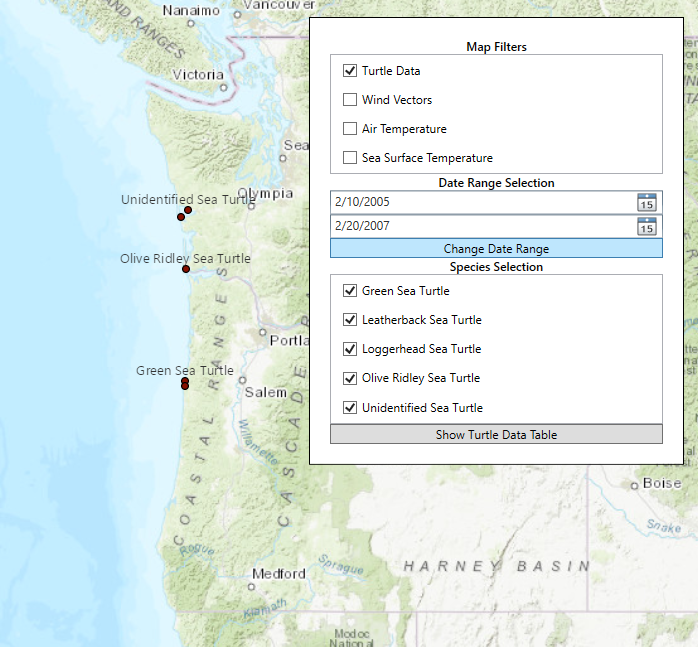 Nanaimo
Vancouver
AND RANGES
Victoria
Map Filters
Turtle Data
Wind Vectors
Air Temperature
Sea Surface Temperature
Sea
Olympia
Unidentified Sea Turtle
Date Range Selection
2/10/2005
15
2/20/2007
15
Change Date Range
Olive Ridley Sea Turtle
Species Selection
Green Sea Turtle
Leatherback Sea Turtle
Loggerhead Sea Turtle
Olive Ridley Sea Turtle
Unidentified Sea Turtle
Show Turtle Data Table
Portla
Green Sea Turtle
Salem
COASTAL RANGES
CASCADE
Willamette
Boise
Snake
Rogue
Sprague
HARNEY BASIN
Medford
Klamath
Modoc
National